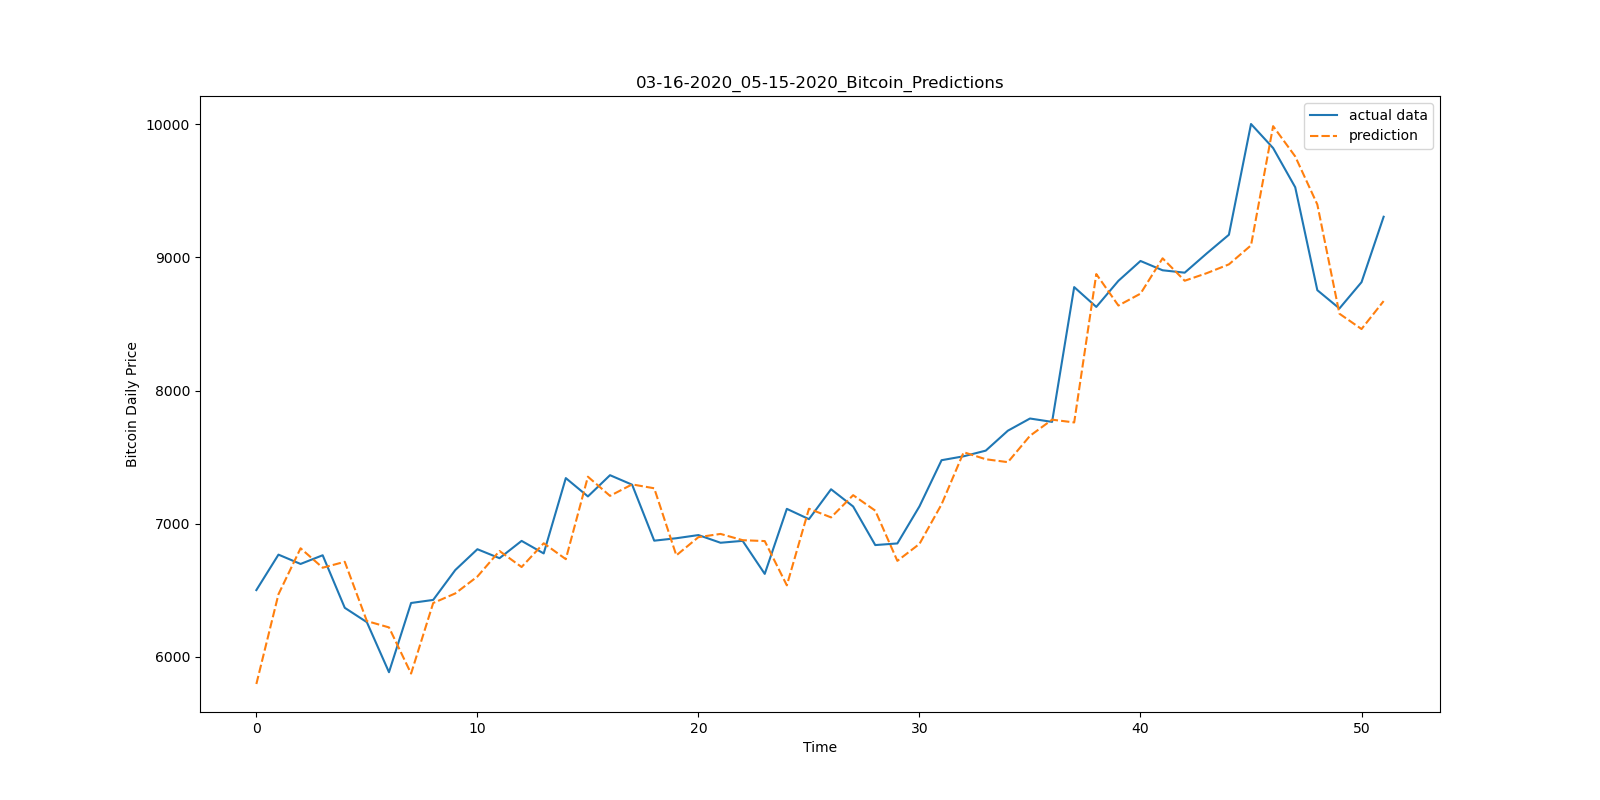 03-16-2020_05-15-2020_Bitcoin_Predictions
actual data
prediction
10000
9000
8000
7000
6000
Bitcoin Daily Price
0 10 20 30 40 50
Time